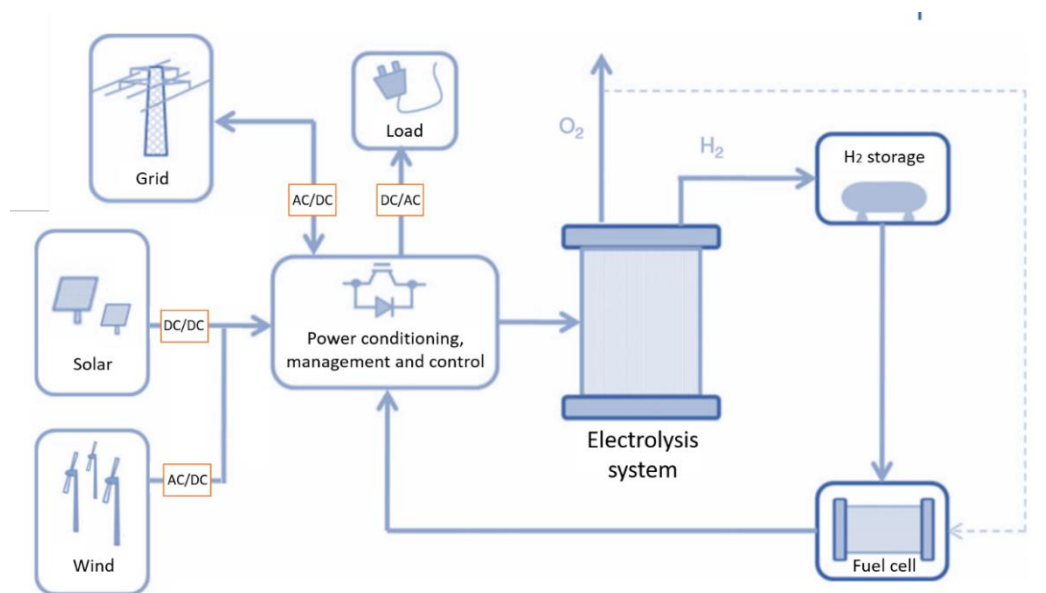 Grid
Load
AC/DC
DC/AC
O2
H2
H2 storage
Solar
DC/DC
Power conditioning,
management and control
Electrolysis
system
Wind
AC/DC
Fuel cell